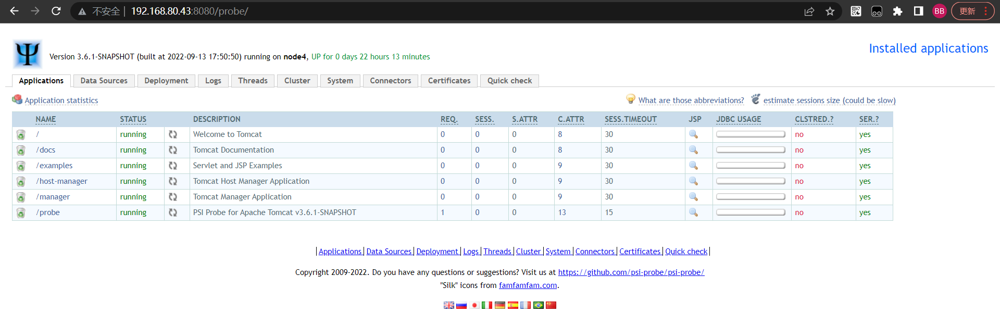 不安全 | 192.168.80.43:8080/probe/ BB 更新
Version 3.6.1-SNAPSHOT (built at 2022-09-13 17:50:50) running on node4, UP for 0 days 22 hours 13 minutes
Installed applications
Applications Data Sources Deployment Logs Threads Cluster System Connectors Certificates Quick check
Application statistics What are those abbreviations? estimate sessions size (could be slow)
NAME STATUS DESCRIPTION REQ. SESS. S.ATTR C.ATTR SESS.TIMEOUT JSP JDBC USAGE CLSTRED.? SER.?
/ running Welcome to Tomcat 0 0 0 8 30 no yes
/docs running Tomcat Documentation 0 0 0 8 30 no yes
/examples running Servlet and JSP Examples 0 0 0 9 30 no yes
/host-manager running Tomcat Host Manager Application 0 0 0 9 30 no yes
/manager running Tomcat Manager Application 0 0 0 9 30 no yes
/probe running PSI Probe for Apache Tomcat v3.6.1-SNAPSHOT 1 0 0 13 15 no yes
| Applications | Data Sources | Deployment | Logs | Threads | Cluster | System | Connectors | Certificates | Quick check |
Copyright 2009-2022. Do you have any questions or suggestions? Visit us at https://github.com/psi-probe/psi-probe/
"Silk" icons from famfamfam.com.